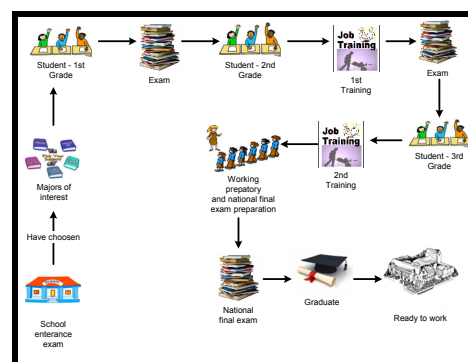 Student - 1st
Grade
Exam
Student - 2nd
Grade
Job
Training
1st
Training
Exam
Student - 3rd
Grade
Job
Training
2nd
Training
Working
prepatory
and national final
exam preparation
Majors of
interest
Have choosen
School
enterance
exam
National
final exam
Graduate
Ready to work